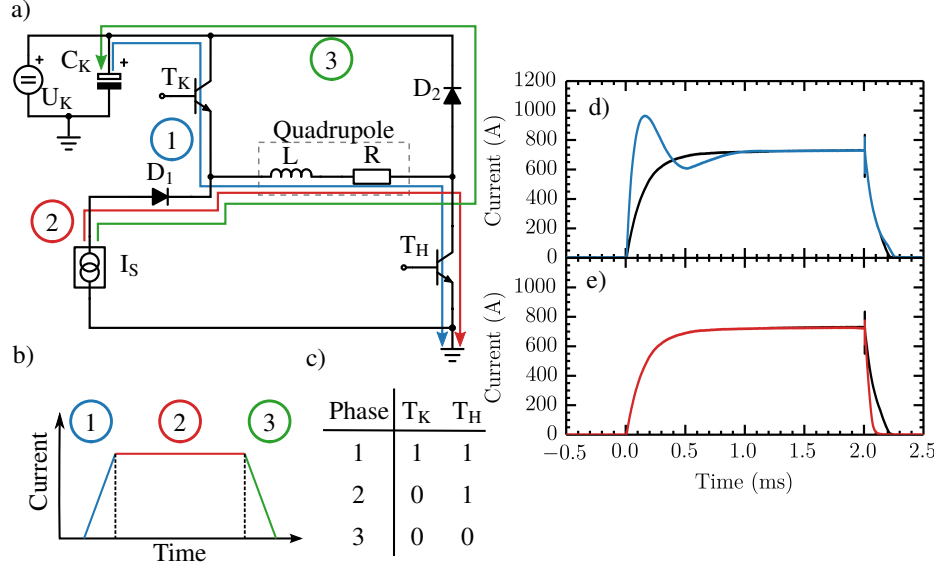 a)
3
C_K
+
+
U_K
T_K
1
Quadrupole
L
R
D_2
D_1
2
I_S
T_H
b)
1
2
3
Current
Time
c)
Phase T_K T_H
1 1 1
2 0 1
3 0 0
d)
Current (A)
1200
1000
800
600
400
200
0
e)
Current (A)
800
600
400
200
0
−0.5 0.0 0.5 1.0 1.5 2.0 2.5
Time (ms)